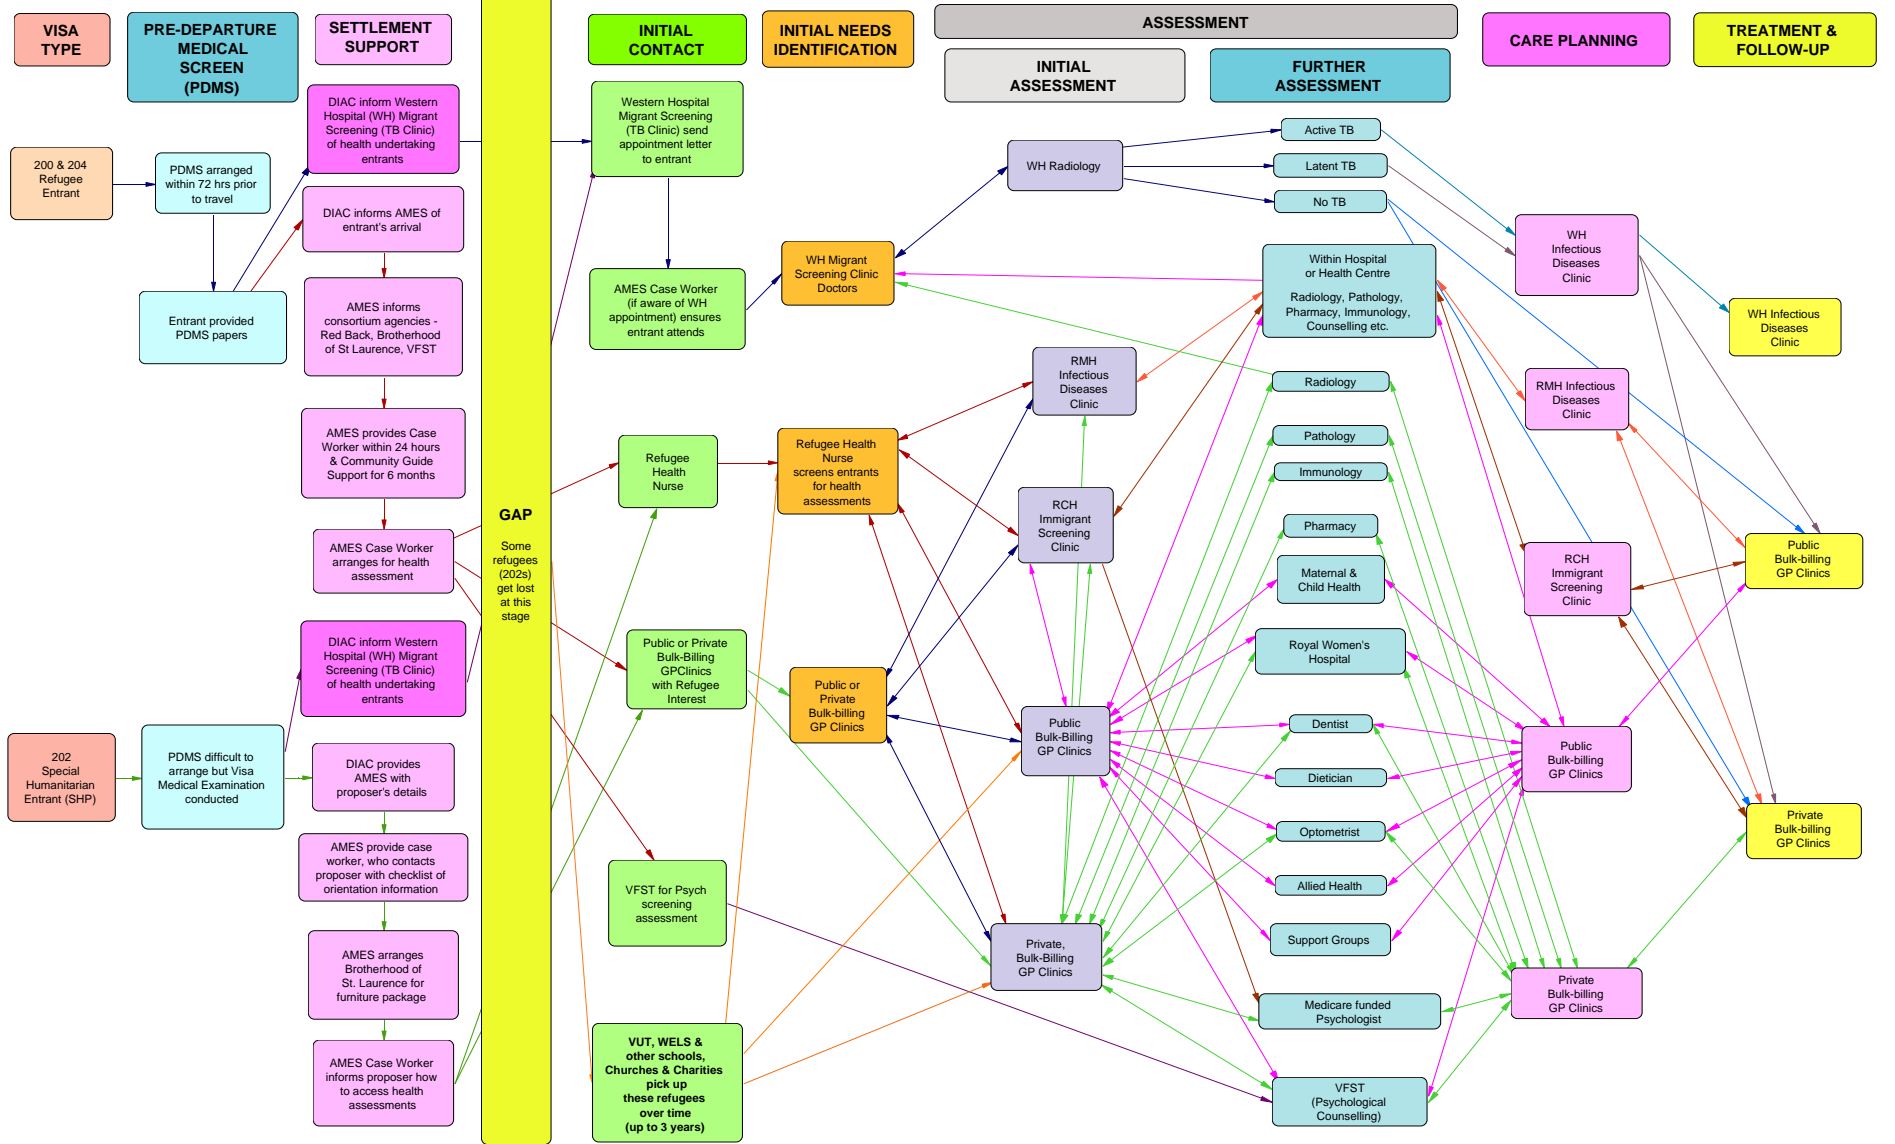 VISA
TYPE
PRE-DEPARTURE
MEDICAL
SCREEN
(PDMS)
SETTLEMENT
SUPPORT
INITIAL
CONTACT
INITIAL NEEDS
IDENTIFICATION
ASSESSMENT
INITIAL
ASSESSMENT
FURTHER
ASSESSMENT
CARE PLANNING
TREATMENT &
FOLLOW-UP
200 & 204
Refugee
Entrant
PDMS arranged
within 72 hrs prior
to travel
Entrant provided
PDMS papers
202
Special
Humanitarian
Entrant (SHP)
PDMS difficult to
arrange but Visa
Medical Examination
conducted
DIAC inform Western
Hospital (WH) Migrant
Screening (TB Clinic)
of health undertaking
entrants
DIAC informs AMES of
entrant's arrival
AMES informs
consortium agencies -
Red Back, Brotherhood
of St Laurence, VFST
AMES provides Case
Worker within 24 hours
& Community Guide
Support for 6 months
AMES Case Worker
arranges for health
assessment
DIAC inform Western
Hospital (WH) Migrant
Screening (TB Clinic)
of health undertaking
entrants
DIAC provides
AMES with
proposer's details
AMES provide case
worker, who contacts
proposer with checklist of
orientation information
AMES arranges
Brotherhood of
St. Laurence for
furniture package
AMES Case Worker
informs proposer how
to access health
assessments
GAP
Some
refugees
(202s)
get lost
at this
stage
Western Hospital
Migrant Screening
(TB Clinic) send
appointment letter
to entrant
AMES Case Worker
(if aware of WH
appointment) ensures
entrant attends
Refugee
Health
Nurse
Public or Private
Bulk-Billing
GPClinics
with Refugee
Interest
VFST for Psych
screening
assessment
VUT, WELS &
other schools,
Churches & Charities
pick up
these refugees
over time
(up to 3 years)
WH Migrant
Screening Clinic
Doctors
Refugee Health
Nurse
screens entrants
for health
assessments
Public or
Private
Bulk-billing
GP Clinics
WH Radiology
RMH
Infectious
Diseases
Clinic
RCH
Immigrant
Screening
Clinic
Public
Bulk-Billing
GP Clinics
Private,
Bulk-Billing
GP Clinics
Active TB
Latent TB
No TB
Within Hospital
or Health Centre
Radiology, Pathology,
Pharmacy, Immunology,
Counselling etc.
Radiology
Pathology
Immunology
Pharmacy
Maternal &
Child Health
Royal Women's
Hospital
Dentist
Dietician
Optometrist
Allied Health
Support Groups
Medicare funded
Psychologist
VFST
(Psychological
Counselling)
WH
Infectious
Diseases
Clinic
RMH Infectious
Diseases
Clinic
RCH
Immigrant
Screening
Clinic
Public
Bulk-billing
GP Clinics
Private
Bulk-billing
GP Clinics
WH Infectious
Diseases
Clinic
Public
Bulk-billing
GP Clinics
Private
Bulk-billing
GP Clinics